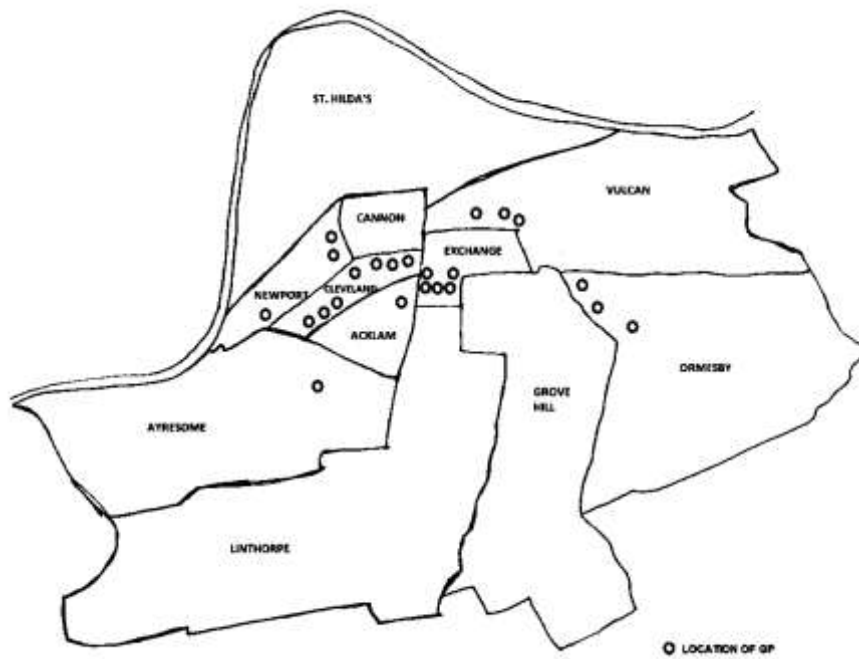 ST. HILDA'S
VULCAN
CANNON
EXCHANGE
NEWPORT
CLEVELAND
ACKLAM
ORMESBY
GROVE
HILL
AYRESOME
LINTHORPE
LOCATION OF GP